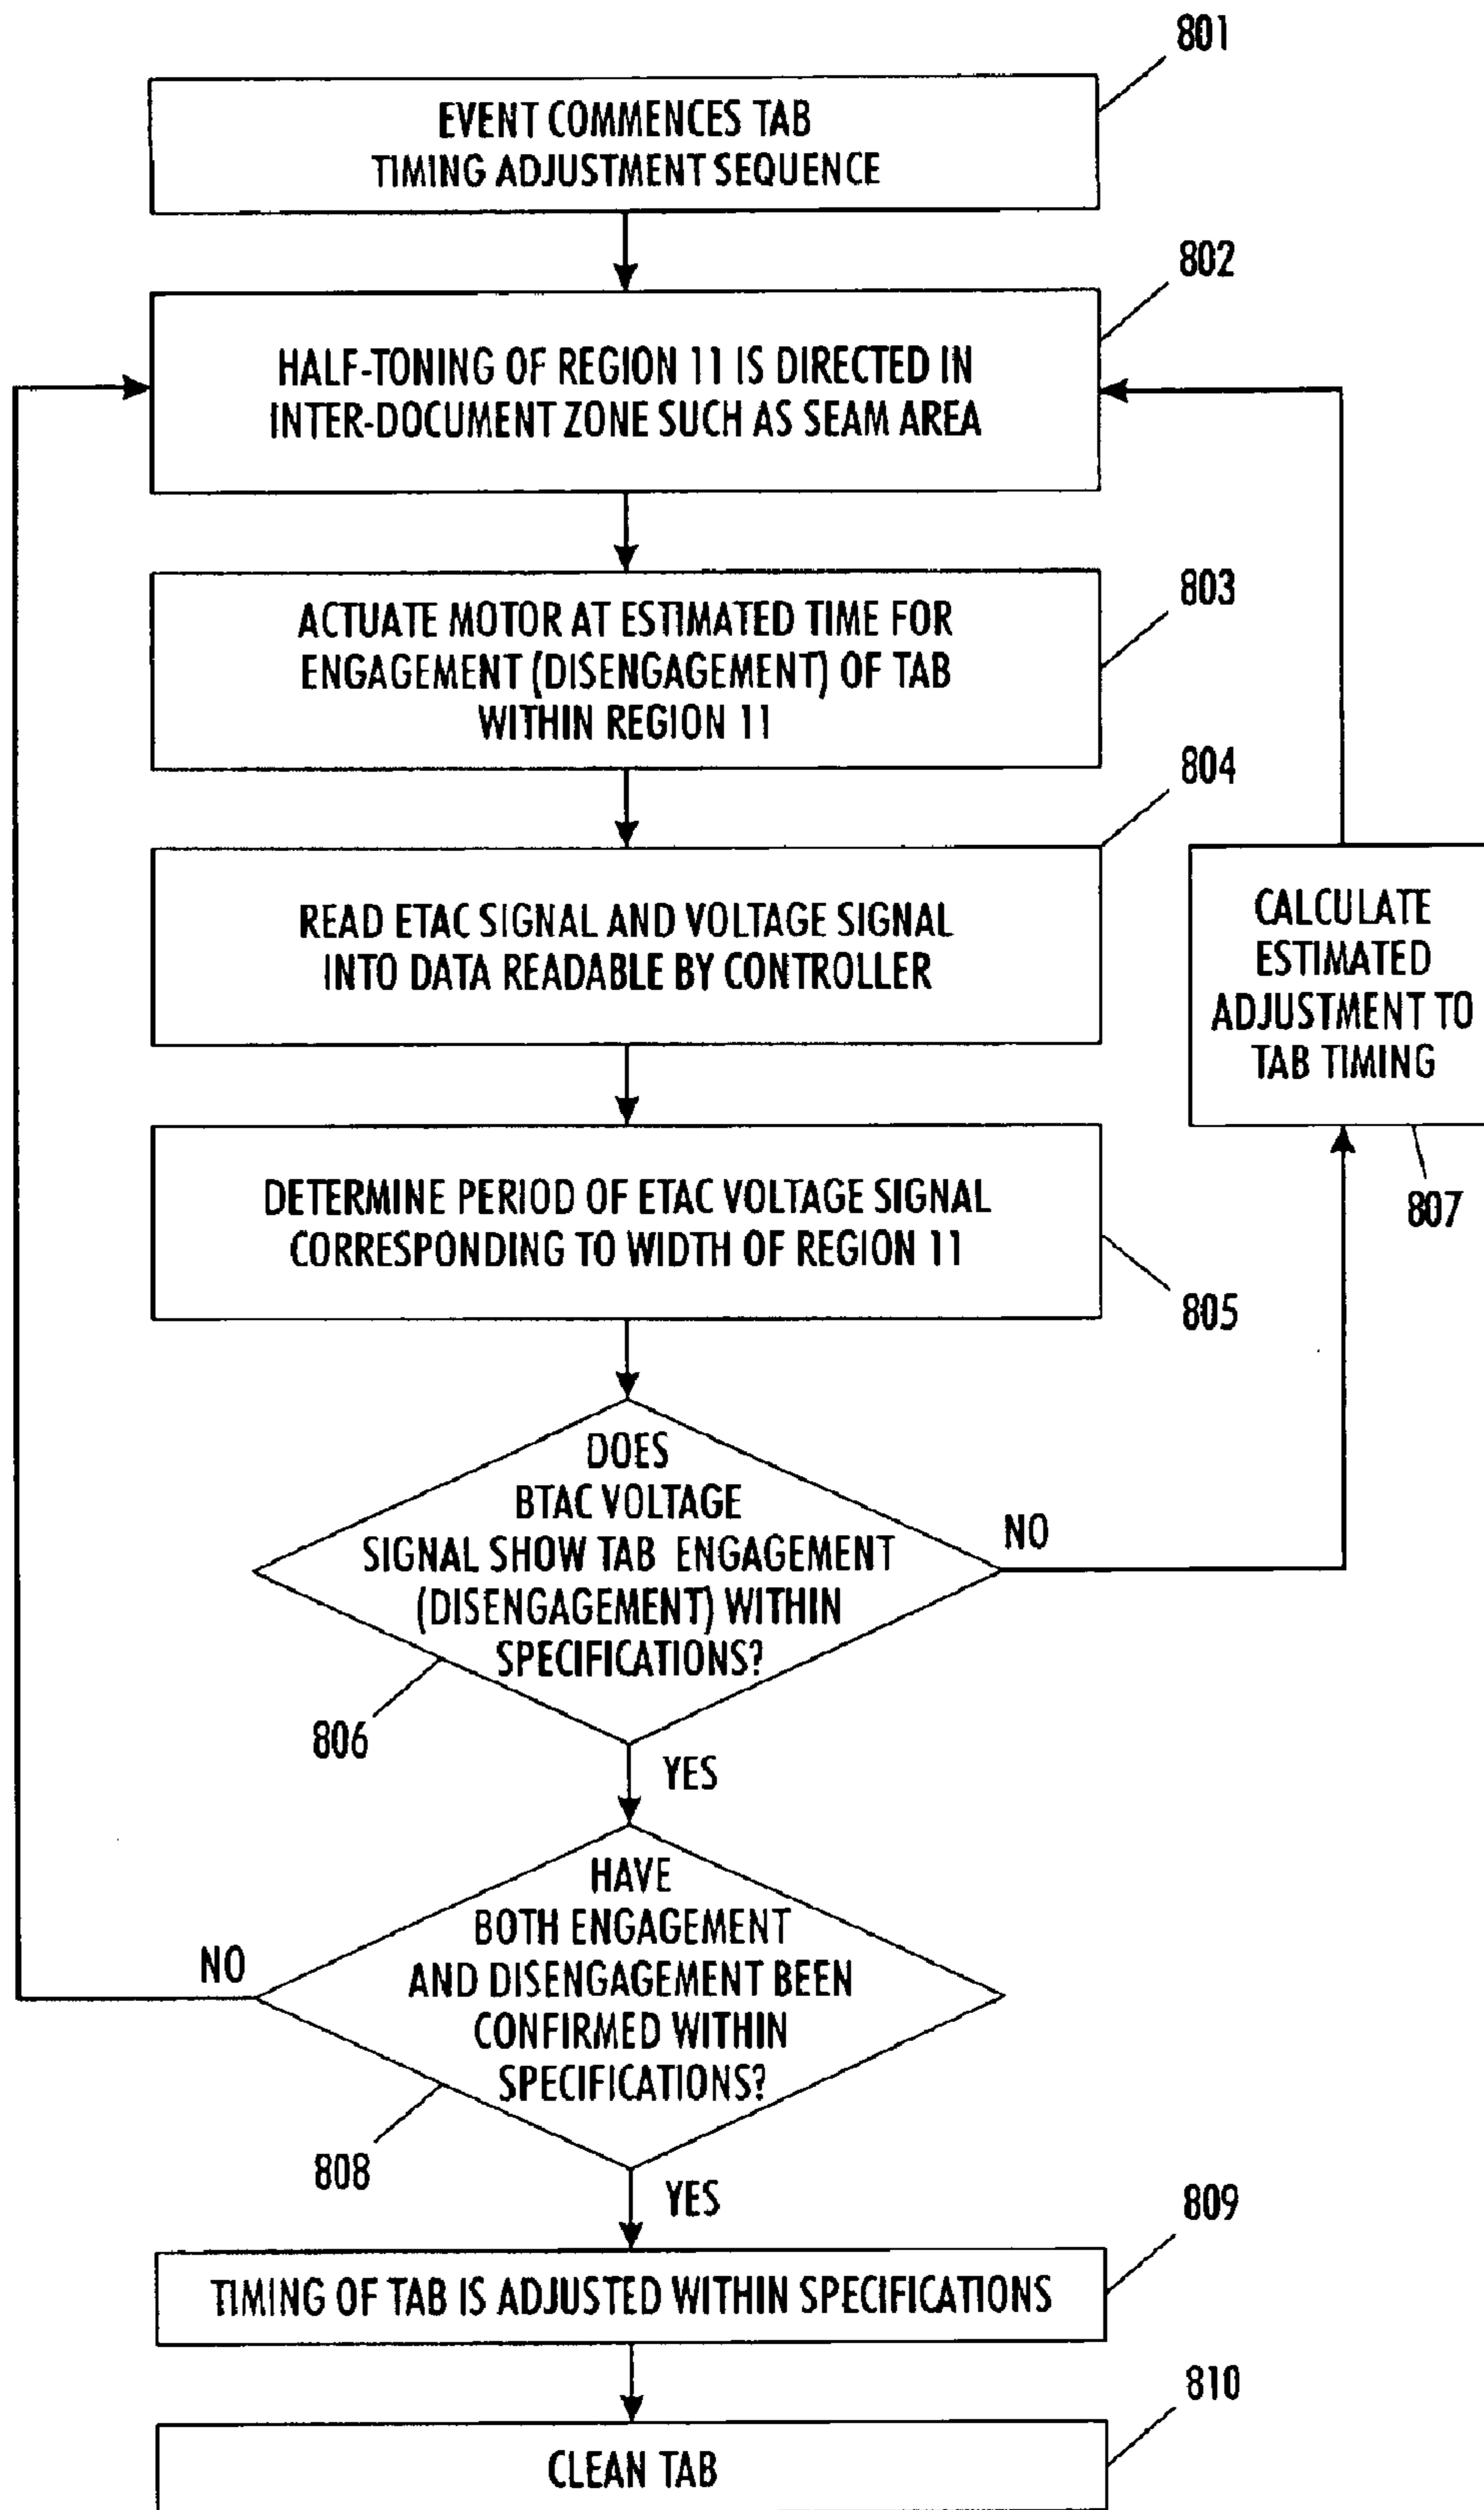 801
EVENT COMMENCES TAB
TIMING ADJUSTMENT SEQUENCE
802
HALF-TONING OF REGION 11 IS DIRECTED IN
INTER-DOCUMENT ZONE SUCH AS SEAM AREA
803
ACTUATE MOTOR AT ESTIMATED TIME FOR
ENGAGEMENT (DISENGAGEMENT) OF TAB
WITHIN REGION 11
804
READ ETAC SIGNAL AND VOLTAGE SIGNAL
INTO DATA READABLE BY CONTROLLER
CALCULATE
ESTIMATED
ADJUSTMENT TO
TAB TIMING
807
DETERMINE PERIOD OF ETAC VOLTAGE SIGNAL
CORRESPONDING TO WIDTH OF REGION 11
805
DOES
BTAC VOLTAGE
SIGNAL SHOW TAB ENGAGEMENT
(DISENGAGEMENT) WITHIN
SPECIFICATIONS?
NO
806
YES
HAVE
BOTH ENGAGEMENT
AND DISENGAGEMENT BEEN
CONFIRMED WITHIN
SPECIFICATIONS?
NO
808
YES
809
TIMING OF TAB IS ADJUSTED WITHIN SPECIFICATIONS
810
CLEAN TAB